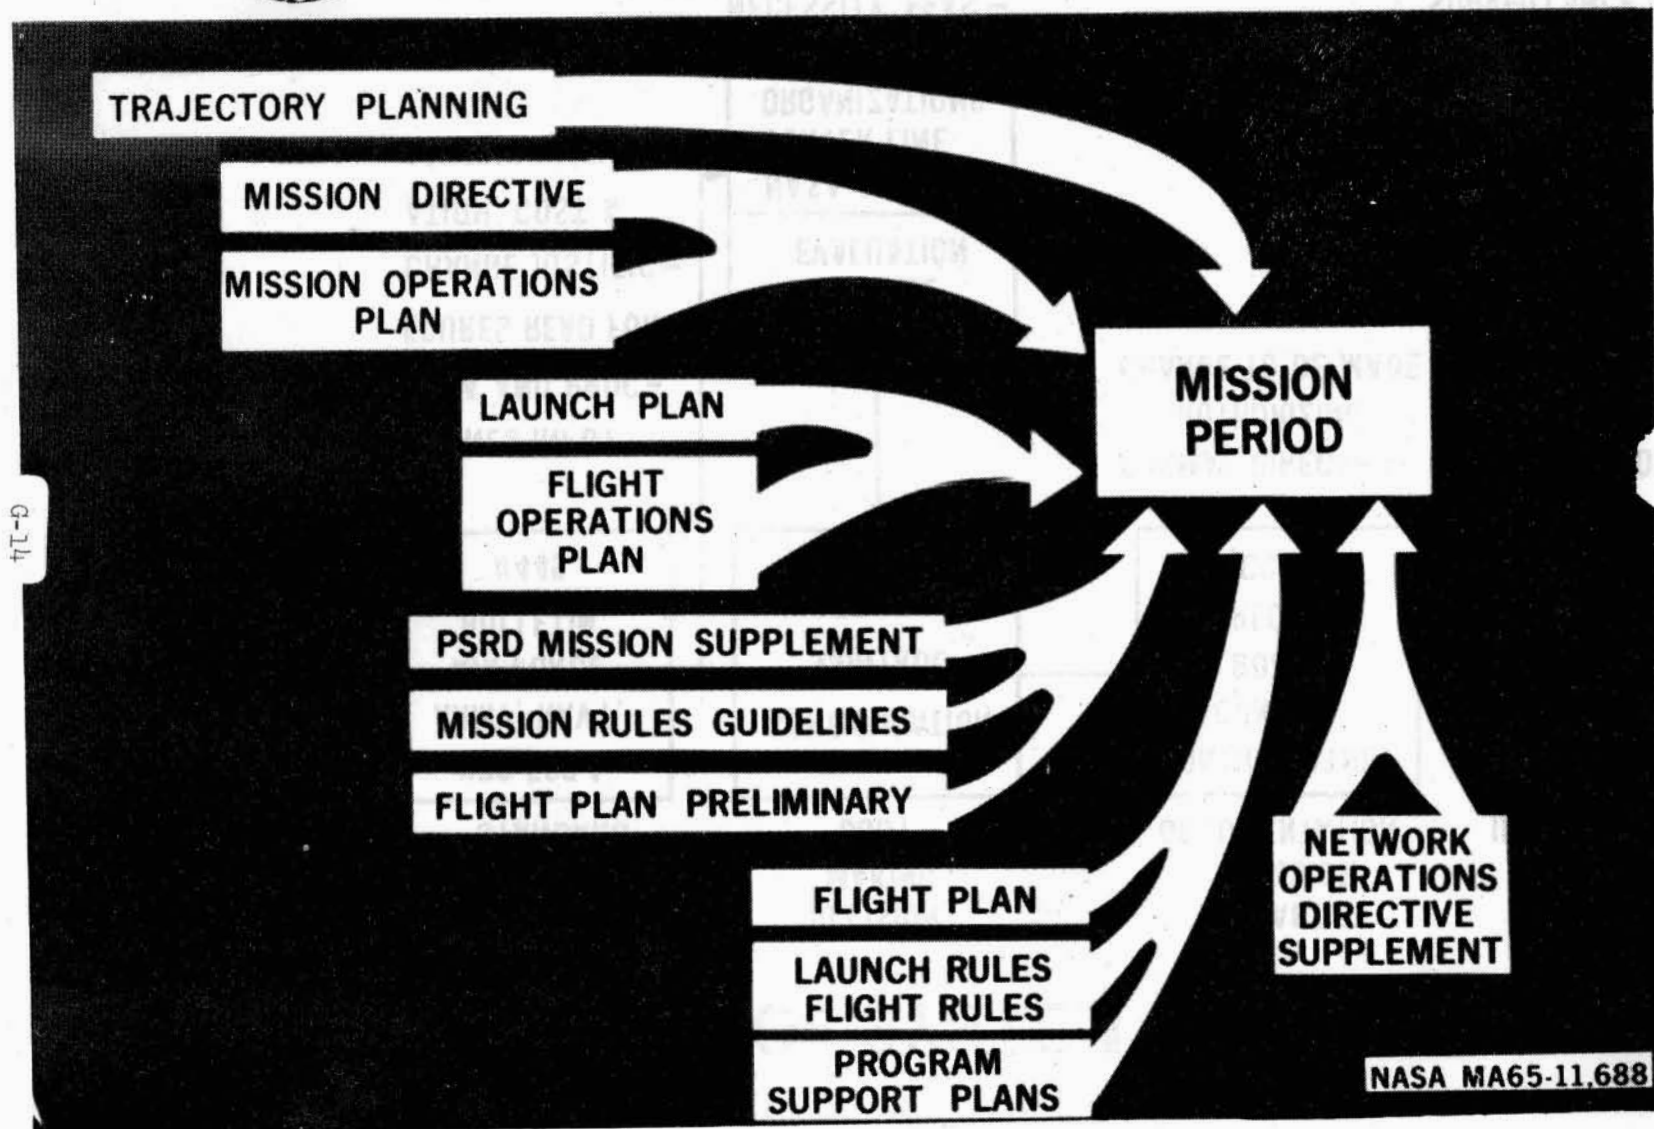 TRAJECTORY PLANNING
MISSION DIRECTIVE
MISSION OPERATIONS
PLAN
LAUNCH PLAN
FLIGHT
OPERATIONS
PLAN
MISSION
PERIOD
G-14
PSRD MISSION SUPPLEMENT
MISSION RULES GUIDELINES
FLIGHT PLAN PRELIMINARY
FLIGHT PLAN
LAUNCH RULES
FLIGHT RULES
PROGRAM
SUPPORT PLANS
NETWORK
OPERATIONS
DIRECTIVE
SUPPLEMENT
NASA MA65-11,688